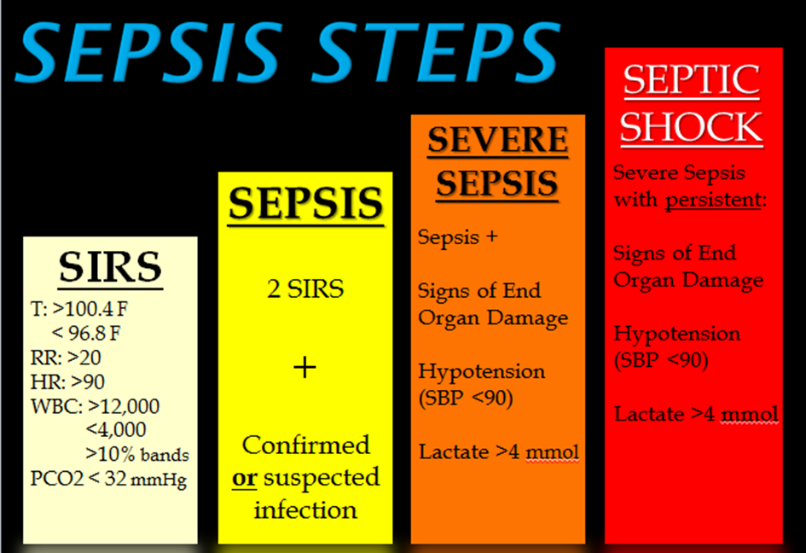 SEPSIS STEPS
SIRS
T: >100.4 F
< 96.8 F
RR: >20
HR: >90
WBC: >12,000
<4,000
>10% bands
PCO2 < 32 mmHg
SEPSIS
2 SIRS
+
Confirmed
or suspected
infection
SEVERE
SEPSIS
Sepsis +
Signs of End
Organ Damage
Hypotension
(SBP <90)
Lactate >4 mmol
SEPTIC
SHOCK
Severe Sepsis
with persistent:
Signs of End
Organ Damage
Hypotension
(SBP <90)
Lactate >4 mmol